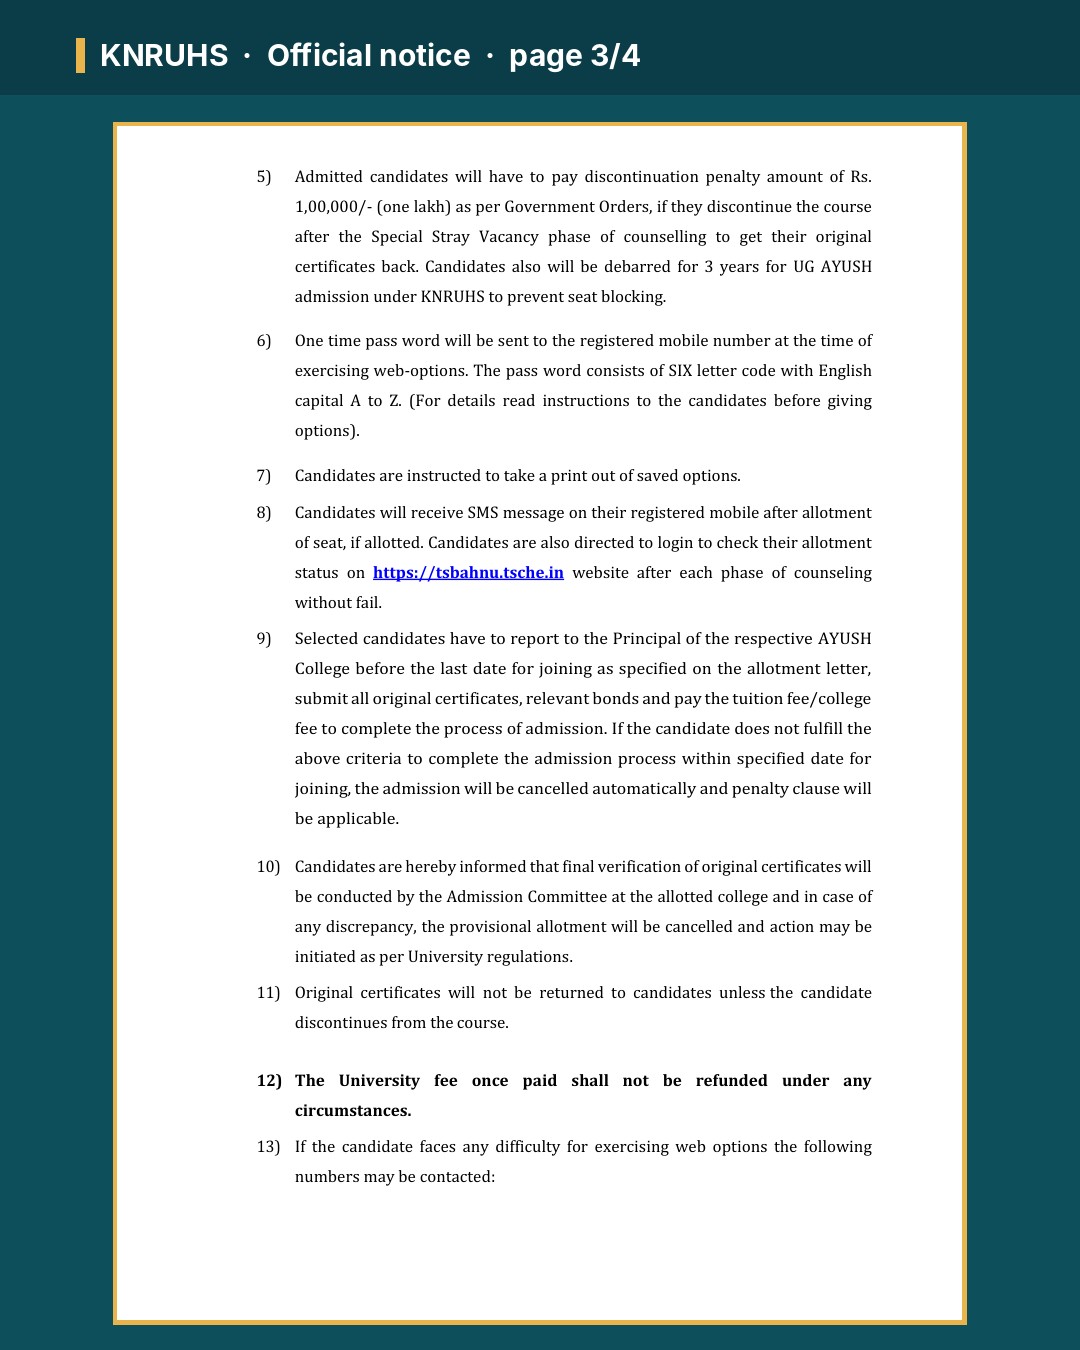 KNRUHS · Official notice · page 3/4
5) Admitted candidates will have to pay discontinuation penalty amount of Rs.
1,00,000/- (one lakh) as per Government Orders, if they discontinue the course
after the Special Stray Vacancy phase of counselling to get their original
certificates back. Candidates also will be debarred for 3 years for UG AYUSH
admission under KNRUHS to prevent seat blocking.
6) One time pass word will be sent to the registered mobile number at the time of
exercising web-options. The pass word consists of SIX letter code with English
capital A to Z. (For details read instructions to the candidates before giving
options).
7) Candidates are instructed to take a print out of saved options.
8) Candidates will receive SMS message on their registered mobile after allotment
of seat, if allotted. Candidates are also directed to login to check their allotment
status on https://tsbahnu.tsche.in website after each phase of counseling
without fail.
9) Selected candidates have to report to the Principal of the respective AYUSH
College before the last date for joining as specified on the allotment letter,
submit all original certificates, relevant bonds and pay the tuition fee/college
fee to complete the process of admission. If the candidate does not fulfill the
above criteria to complete the admission process within specified date for
joining, the admission will be cancelled automatically and penalty clause will
be applicable.
10) Candidates are hereby informed that final verification of original certificates will
be conducted by the Admission Committee at the allotted college and in case of
any discrepancy, the provisional allotment will be cancelled and action may be
initiated as per University regulations.
11) Original certificates will not be returned to candidates unless the candidate
discontinues from the course.
12) The University fee once paid shall not be refunded under any
circumstances.
13) If the candidate faces any difficulty for exercising web options the following
numbers may be contacted: